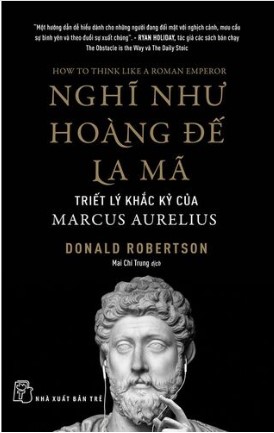 "Một hướng dẫn dễ hiểu dành cho những người đang đối mặt với nghịch cảnh, mưu cầu
sự bình yên và theo đuổi sự xuất chúng". - RYAN HOLIDAY, tác giả các sách bán chạy
The Obstacle is the Way và The Daily Stoic
HOW TO THINK LIKE A ROMAN EMPEROR
NGHĨ NHƯ
HOÀNG ĐẾ
LA MÃ
TRIẾT LÝ KHẮC KỶ CỦA
MARCUS AURELIUS
DONALD ROBERTSON
Mai Chí Trung dịch
NHÀ XUẤT BẢN TRẺ